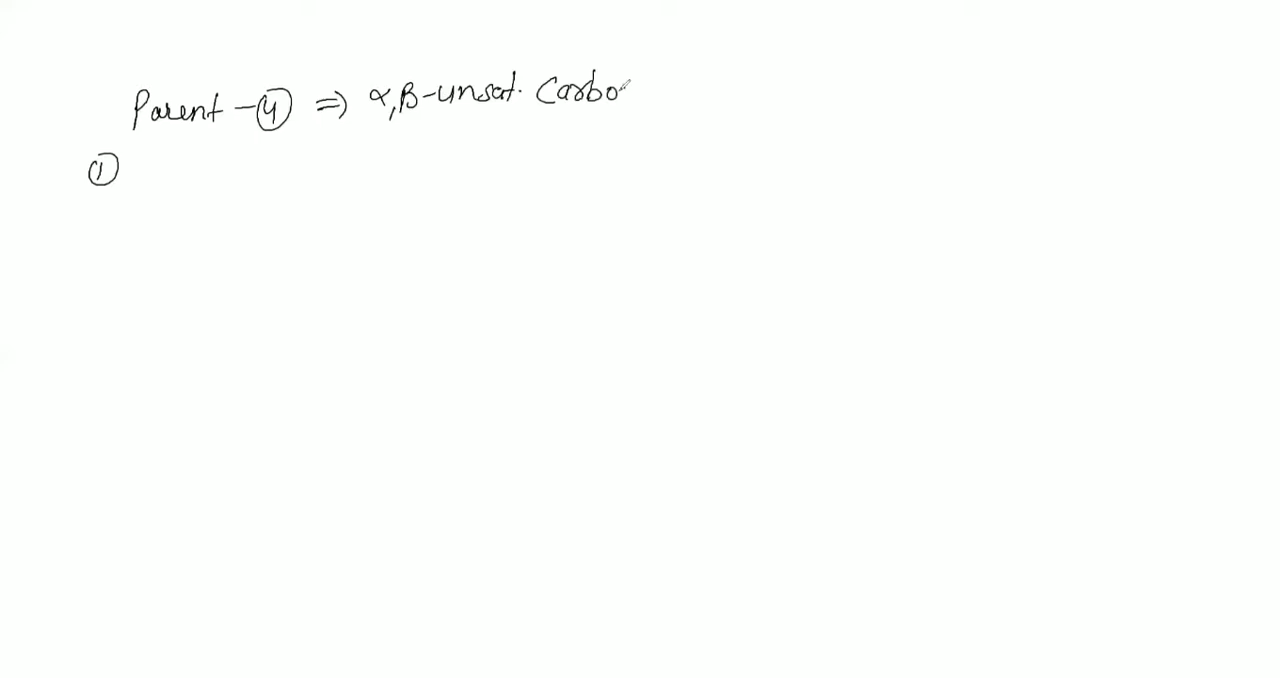 Parent - ④ ⇒ α,β-unsat. Carbo
①